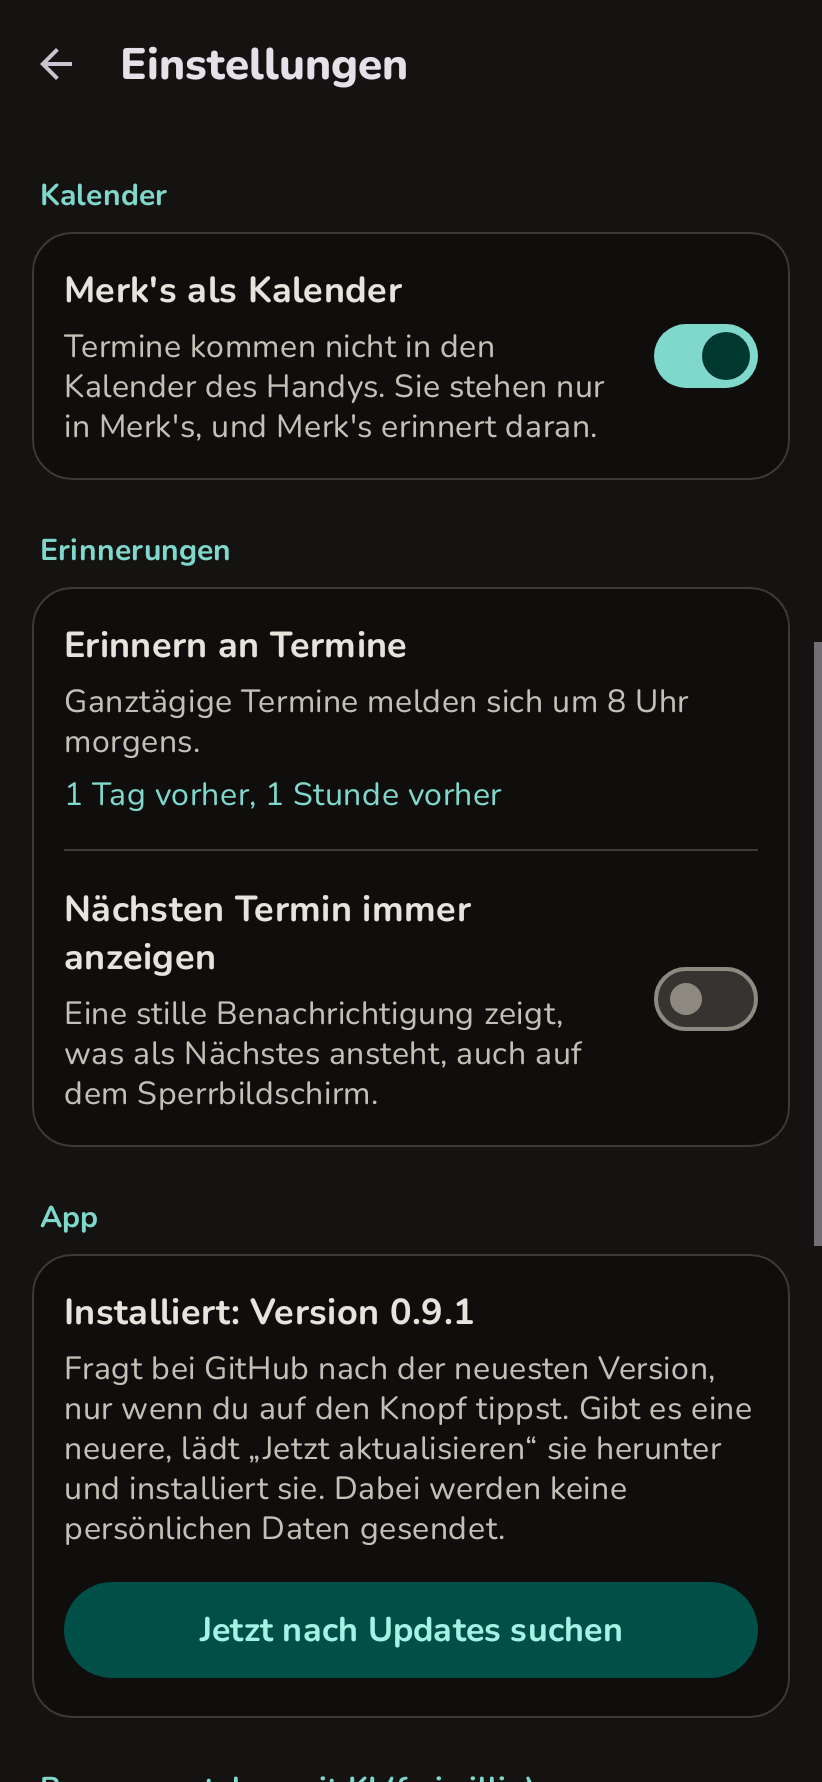 Einstellungen
Kalender
Merk's als Kalender
Termine kommen nicht in den
Kalender des Handys. Sie stehen nur
in Merk's, und Merk's erinnert daran.
Erinnerungen
Erinnern an Termine
Ganztägige Termine melden sich um 8 Uhr
morgens.
1 Tag vorher, 1 Stunde vorher
Nächsten Termin immer
anzeigen
Eine stille Benachrichtigung zeigt,
was als Nächstes ansteht, auch auf
dem Sperrbildschirm.
App
Installiert: Version 0.9.1
Fragt bei GitHub nach der neuesten Version,
nur wenn du auf den Knopf tippst. Gibt es eine
neuere, lädt „Jetzt aktualisieren“ sie herunter
und installiert sie. Dabei werden keine
persönlichen Daten gesendet.
Jetzt nach Updates suchen
mit KI (freiwillig)